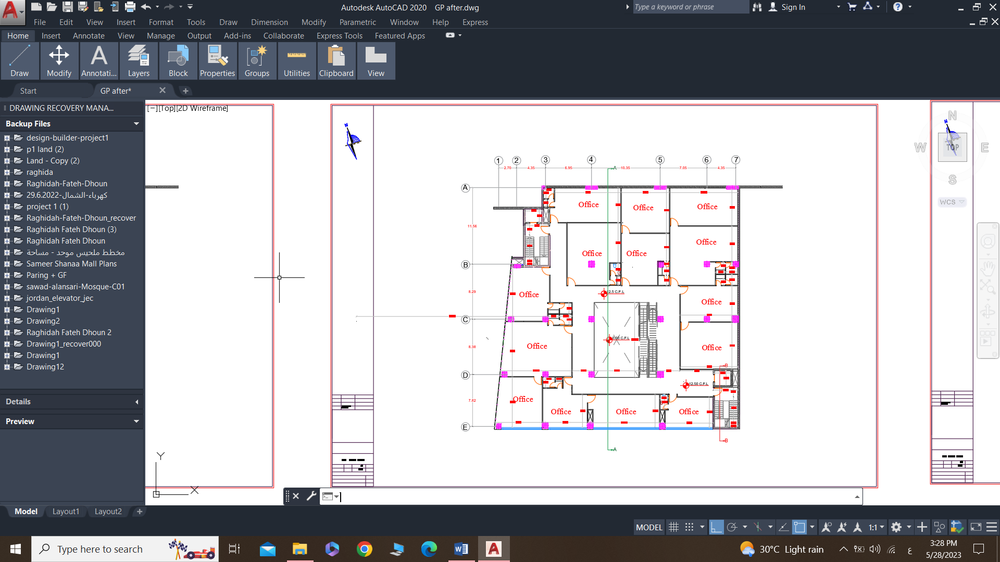 Autodesk AutoCAD 2020 GP after.dwg
Type a keyword or phrase
Sign In
File Edit View Insert Format Tools Draw Dimension Modify Parametric Window Help Express
Home Insert Annotate View Manage Output Add-ins Collaborate Express Tools Featured Apps
Draw Modify Annotati... Layers Block Properties Groups Utilities Clipboard View
Start GP after*
DRAWING RECOVERY MANA...
[−][Top][2D Wireframe]
Backup Files
design-builder-project1
p1 land (2)
Land - Copy (2)
raghida
Raghidah-Fateh-Dhoun
كهرباء-الشمال-29.6.2022
project 1 (1)
Raghidah-Fateh-Dhoun_recover
Raghidah Fateh Dhoun (3)
Raghidah Fateh Dhoun
مخطط ملحيس موحد - مساحة
Sameer Shanaa Mall Plans
Paring + GF
sawad-alansari-Mosque-C01
jordan_elevator_jec
Drawing1
Drawing2
Raghidah Fateh Dhoun 2
Drawing1_recover000
Drawing1
Drawing12
Details
Preview
N
N
N
W TOP E
S
WCS
1 2 3 4 5 6 7
2.70 4.35 6.95 A 10.35 7.05 4.35
A
Office Office Office
11.56
Office
Office Office
B
8.29
12.5 C.F.L
Office Office
C
0.00 C.F.L
8.38
Office Office
B
D
12.50 C.F.L
7.82
Office
Office Office Office
E
B
A
Y
X
Model Layout1 Layout2
MODEL 1:1
Type here to search
30°C Light rain
ع
3:28 PM
5/28/2023